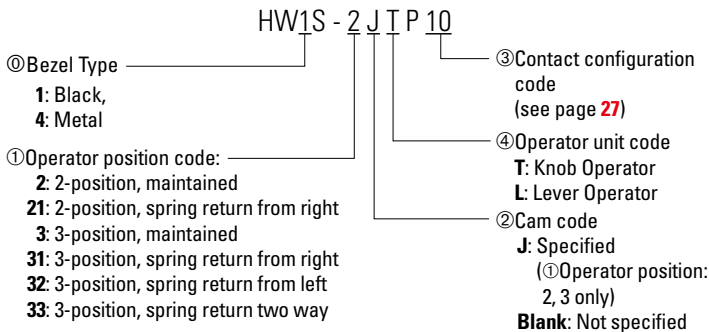 HW1S - 2 J T P 10
⓪Bezel Type
1: Black,
4: Metal
①Operator position code:
2: 2-position, maintained
21: 2-position, spring return from right
3: 3-position, maintained
31: 3-position, spring return from right
32: 3-position, spring return from left
33: 3-position, spring return two way
③Contact configuration
code
(see page 27)
④Operator unit code
T: Knob Operator
L: Lever Operator
②Cam code
J: Specified
(①Operator position:
2, 3 only)
Blank: Not specified